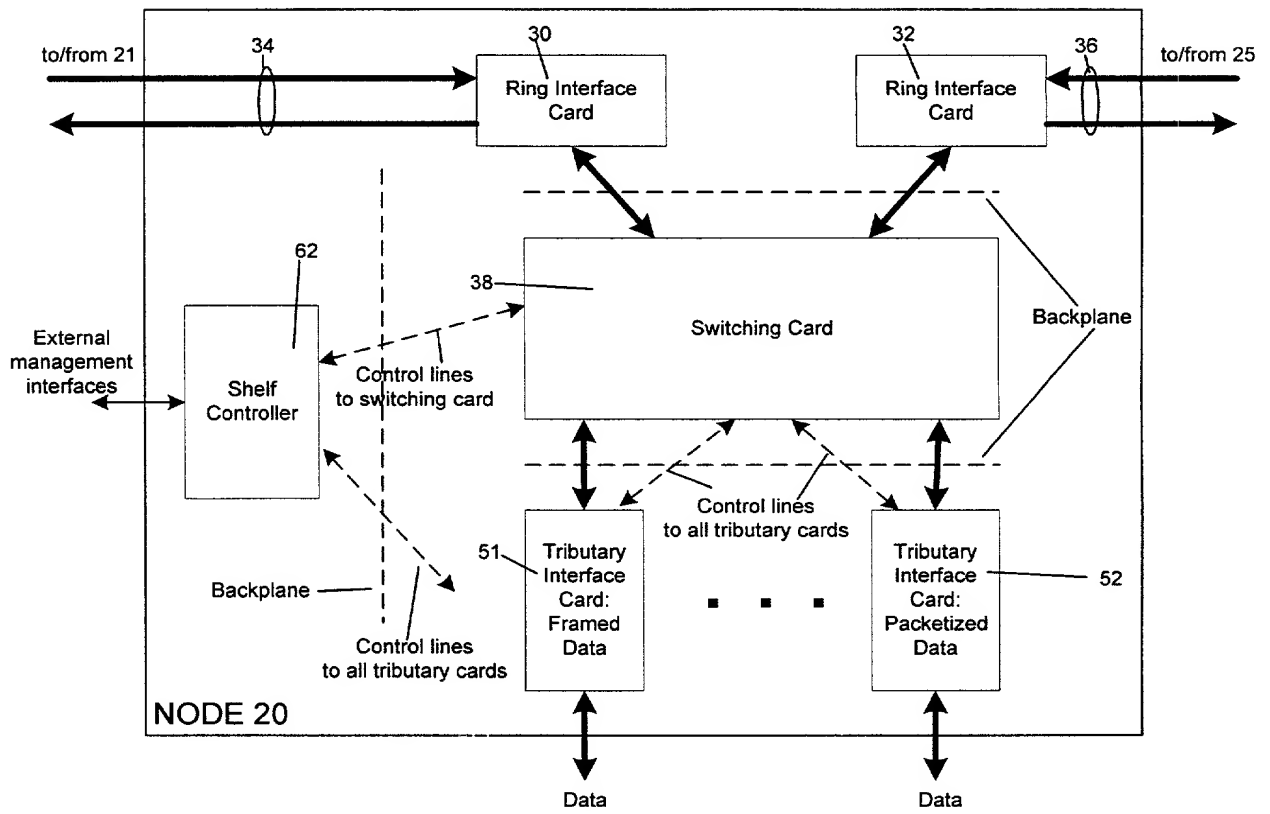 to/from 21
34
30
32
36
to/from 25
Ring Interface
Card
Ring Interface
Card
62
38
Switching Card
Backplane
External
management
interfaces
Shelf
Controller
Control lines
to switching card
Control lines
to all tributary cards
51
Tributary
Interface
Card:
Framed
Data
Tributary
Interface
Card:
Packetized
Data
52
Backplane
Control lines
to all tributary cards
NODE 20
Data
Data